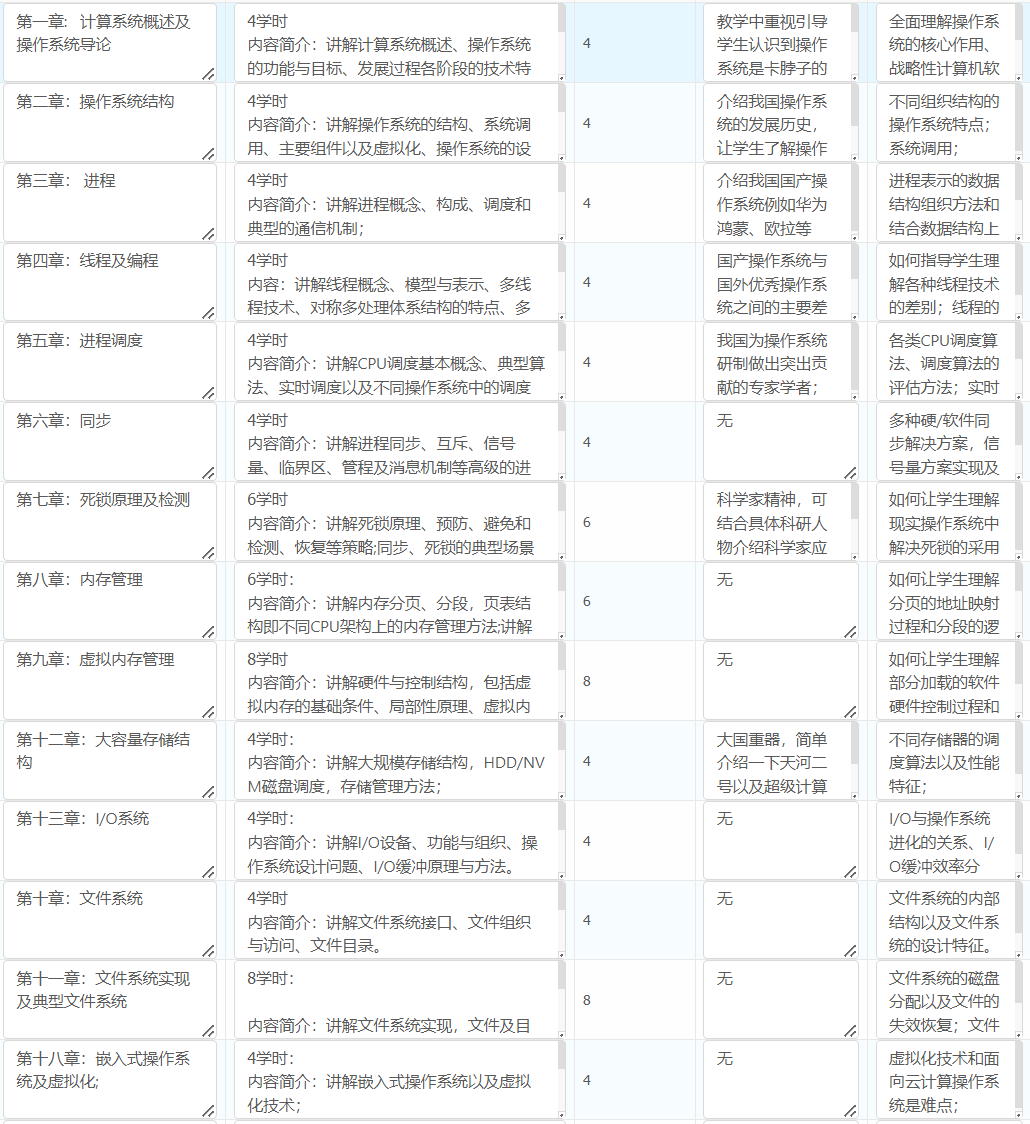 第一章：计算系统概述及
操作系统导论
4学时
内容简介：讲解计算系统概述、操作系统
的功能与目标、发展过程各阶段的技术特
4
教学中重视引导
学生认识到操作
系统是卡脖子的
全面理解操作系
统的核心作用、
战略性计算机软
第二章：操作系统结构
4学时
内容简介：讲解操作系统的结构、系统调
用、主要组件以及虚拟化、操作系统的设
4
介绍我国操作系
统的发展历史，
让学生了解操作
不同组织结构的
操作系统特点；
系统调用；
第三章： 进程
4学时
内容简介：讲解进程概念、构成、调度和
典型的通信机制；
4
介绍我国国产操
作系统例如华为
鸿蒙、欧拉等
进程表示的数据
结构组织方法和
结合数据结构上
第四章：线程及编程
4学时
内容：讲解线程概念、模型与表示、多线
程技术、对称多处理体系结构的特点、多
4
国产操作系统与
国外优秀操作系
统之间的主要差
如何指导学生理
解各种线程技术
的差别；线程的
第五章：进程调度
4学时
内容简介：讲解CPU调度基本概念、典型算
法、实时调度以及不同操作系统中的调度
4
我国为操作系统
研制做出突出贡
献的专家学者；
各类CPU调度算
法、调度算法的
评估方法；实时
第六章：同步
4学时
内容简介：讲解进程同步、互斥、信号
量、临界区、管程及消息机制等高级的进
4
无
多种硬/软件同
步解决方案，信
号量方案实现及
第七章：死锁原理及检测
6学时
内容简介：讲解死锁原理、预防、避免和
检测、恢复等策略;同步、死锁的典型场景
6
科学家精神，可
结合具体科研人
物介绍科学家应
如何让学生理解
现实操作系统中
解决死锁的采用
第八章：内存管理
6学时：
内容简介：讲解内存分页、分段，页表结
构即不同CPU架构上的内存管理方法;讲解
6
无
如何让学生理解
分页的地址映射
过程和分段的逻
第九章：虚拟内存管理
8学时
内容简介：讲解硬件与控制结构，包括虚
拟内存的基础条件、局部性原理、虚拟内
8
无
如何让学生理解
部分加载的软件
硬件控制过程和
第十二章：大容量存储结
构
4学时：
内容简介：讲解大规模存储结构，HDD/NV
M磁盘调度，存储管理方法；
4
大国重器，简单
介绍一下天河二
号以及超级计算
不同存储器的调
度算法以及性能
特征；
第十三章：I/O系统
4学时：
内容简介：讲解I/O设备、功能与组织、操
作系统设计问题、I/O缓冲原理与方法。
4
无
I/O与操作系统
进化的关系、I/
O缓冲效率分
第十章：文件系统
4学时
内容简介：讲解文件系统接口、文件组织
与访问、文件目录。
4
无
文件系统的内部
结构以及文件系
统的设计特征。
第十一章：文件系统实现
及典型文件系统
8学时：
内容简介：讲解文件系统实现，文件及目
8
无
文件系统的磁盘
分配以及文件的
失效恢复；文件
第十八章：嵌入式操作系
统及虚拟化;
4学时：
内容简介：讲解嵌入式操作系统以及虚拟
化技术；
4
无
虚拟化技术和面
向云计算操作系
统是难点；